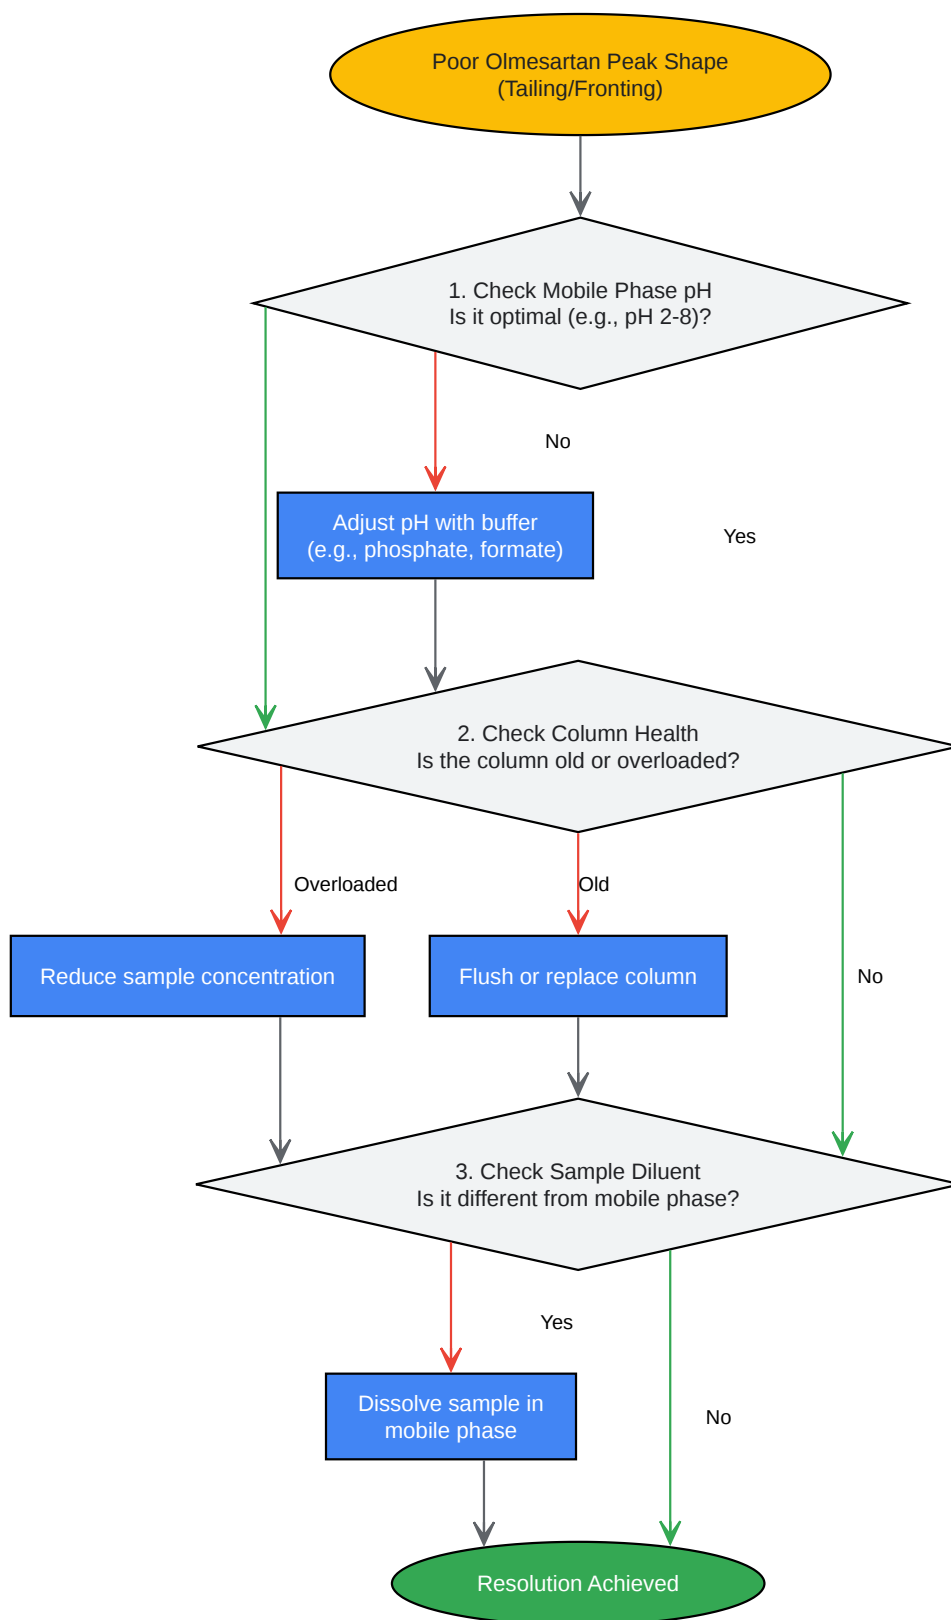 Poor Olmesartan Peak Shape
(Tailing/Fronting)
1. Check Mobile Phase pH
Is it optimal (e.g., pH 2-8)?
No
Adjust pH with buffer
(e.g., phosphate, formate)
Yes
2. Check Column Health
Is the column old or overloaded?
Overloaded
Old
Reduce sample concentration
Flush or replace column
No
3. Check Sample Diluent
Is it different from mobile phase?
Yes
Dissolve sample in
mobile phase
No
Resolution Achieved